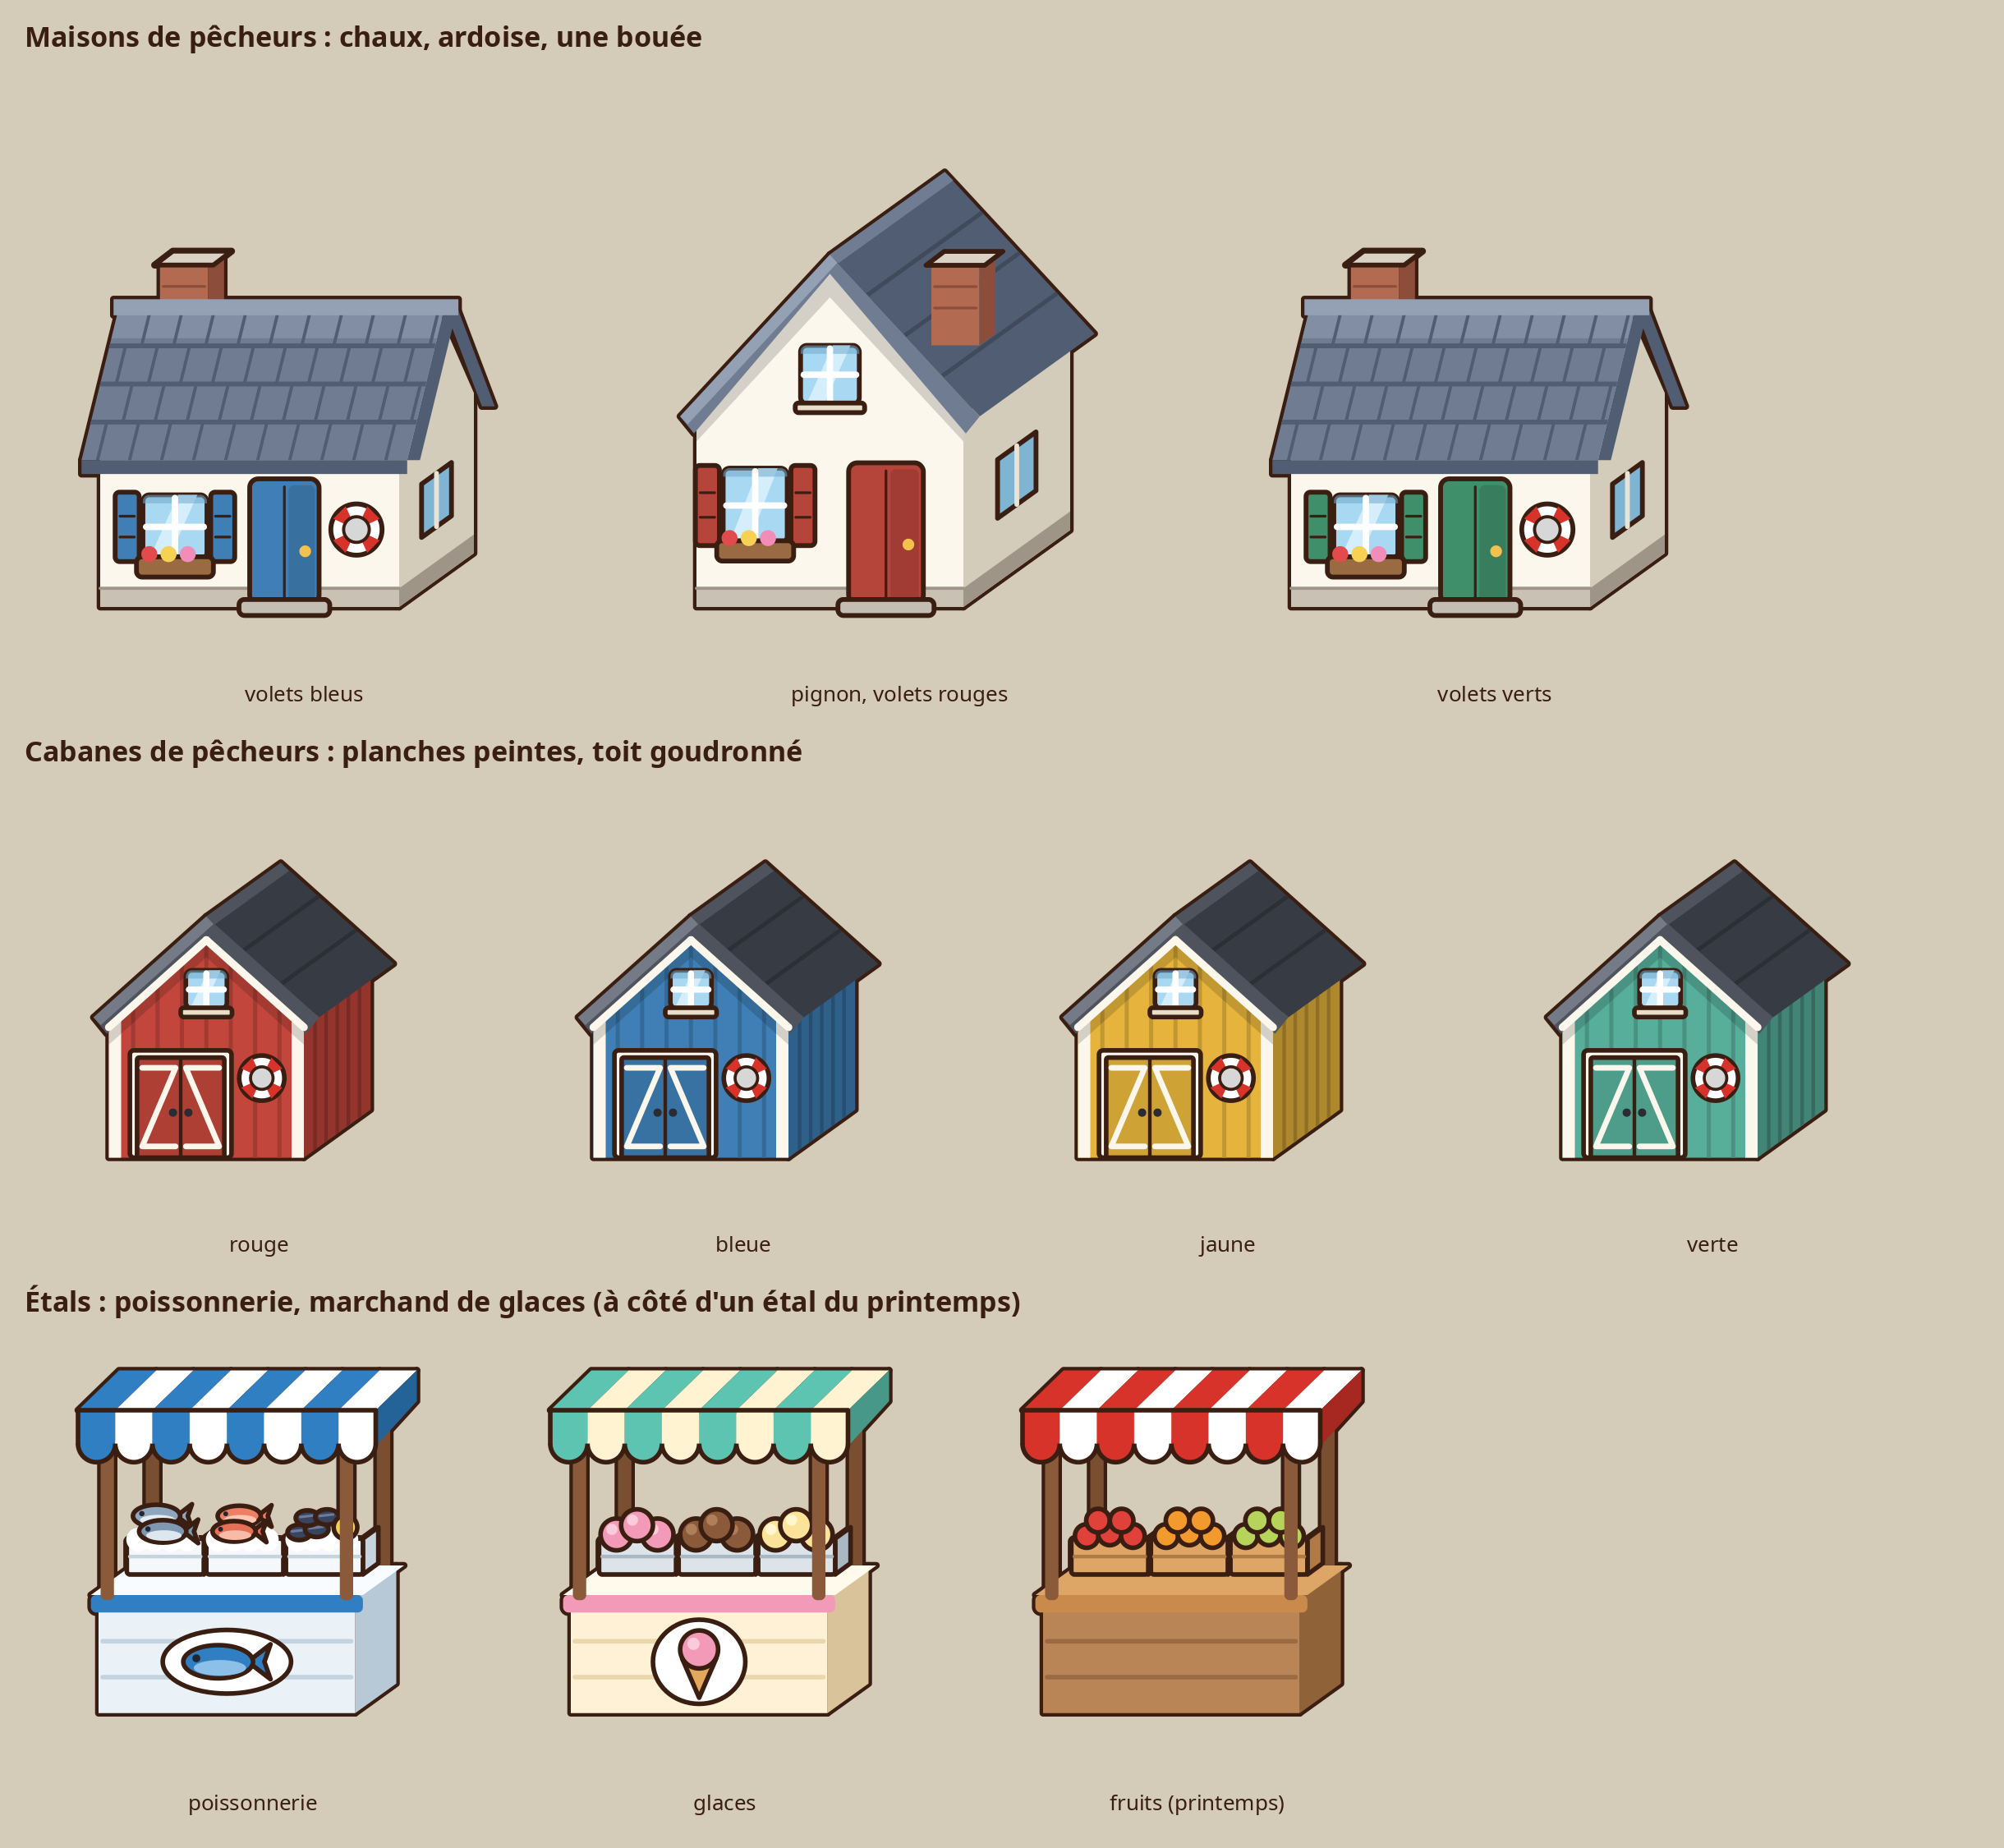 Maisons de pêcheurs : chaux, ardoise, une bouée
volets bleus
pignon, volets rouges
volets verts
Cabanes de pêcheurs : planches peintes, toit goudronné
rouge
bleue
jaune
verte
Étals : poissonnerie, marchand de glaces (à côté d'un étal du printemps)
poissonnerie
glaces
fruits (printemps)